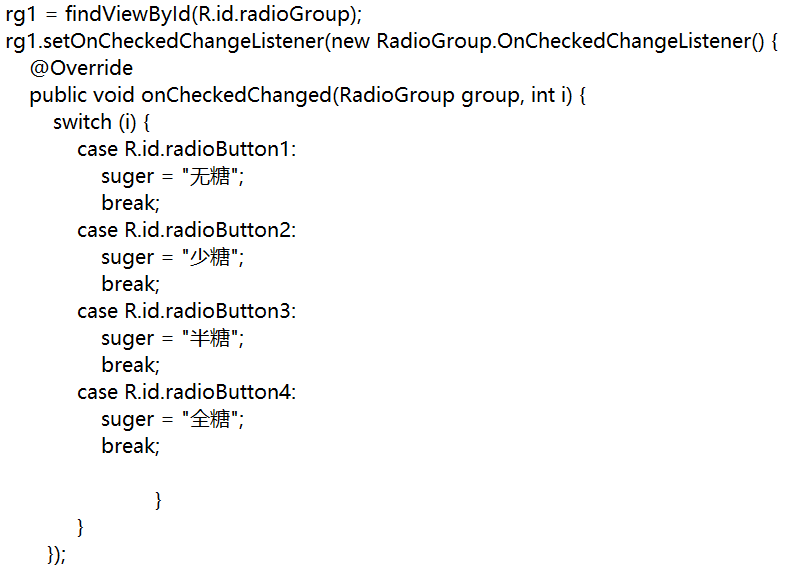 rg1 = findViewById(R.id.radioGroup);
rg1.setOnCheckedChangeListener(new RadioGroup.OnCheckedChangeListener() {
@Override
public void onCheckedChanged(RadioGroup group, int i) {
switch (i) {
case R.id.radioButton1:
suger = "无糖";
break;
case R.id.radioButton2:
suger = "少糖";
break;
case R.id.radioButton3:
suger = "半糖";
break;
case R.id.radioButton4:
suger = "全糖";
break;
}
}
});